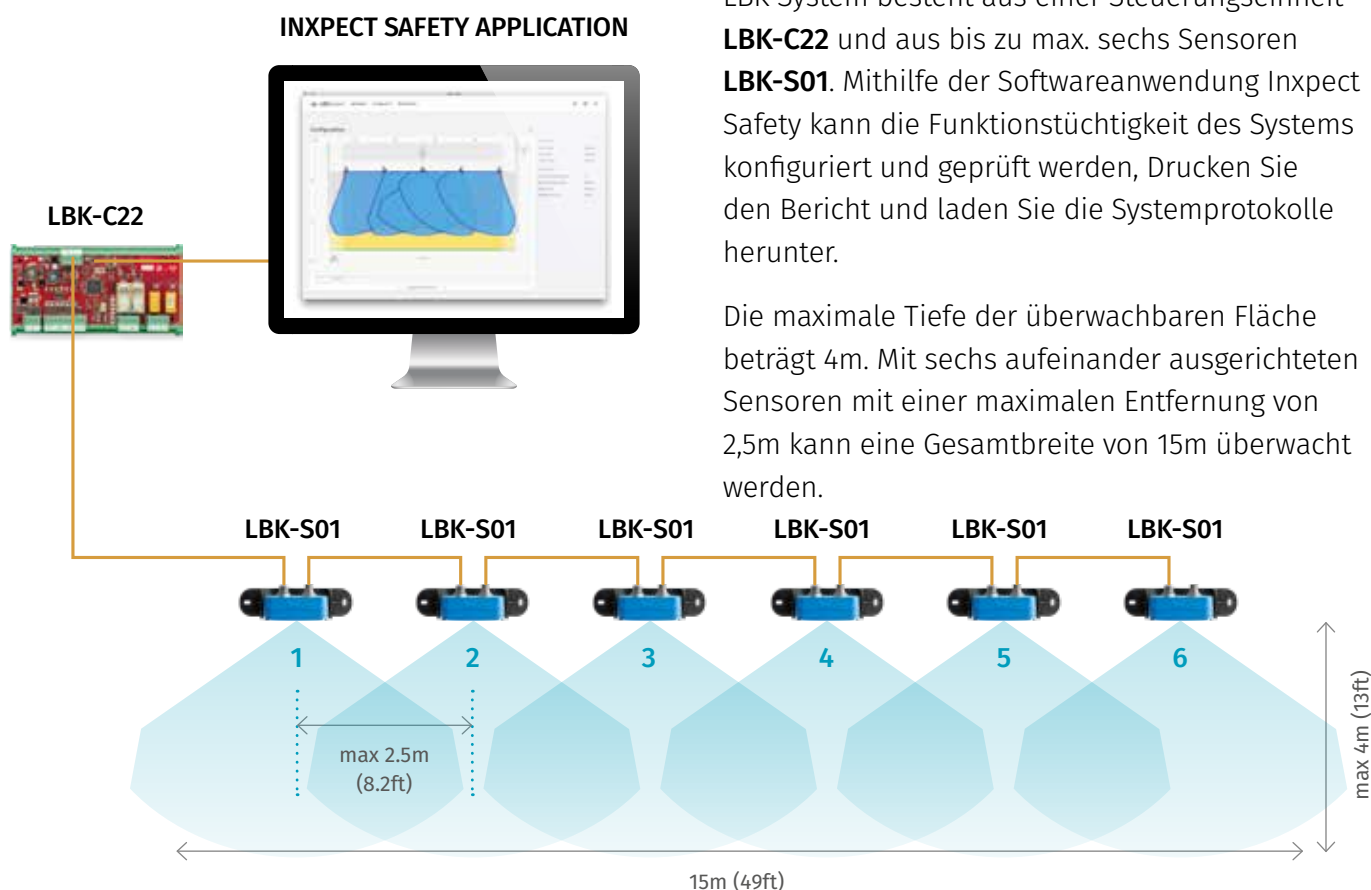 INXPECT SAFETY APPLICATION
LBK System besteht aus einer Steuerungseinheit
LBK-C22 und aus bis zu max. sechs Sensoren
LBK-S01. Mithilfe der Softwareanwendung Inxpect
Safety kann die Funktionstüchtigkeit des Systems
konfiguriert und geprüft werden, Drucken Sie
den Bericht und laden Sie die Systemprotokolle
herunter.
Die maximale Tiefe der überwachbaren Fläche
beträgt 4m. Mit sechs aufeinander ausgerichteten
Sensoren mit einer maximalen Entfernung von
2,5m kann eine Gesamtbreite von 15m überwacht
werden.
LBK-C22
LBK-S01 LBK-S01 LBK-S01 LBK-S01 LBK-S01 LBK-S01
1 2 3 4 5 6
max 2.5m
(8.2ft)
max 4m (13ft)
15m (49ft)